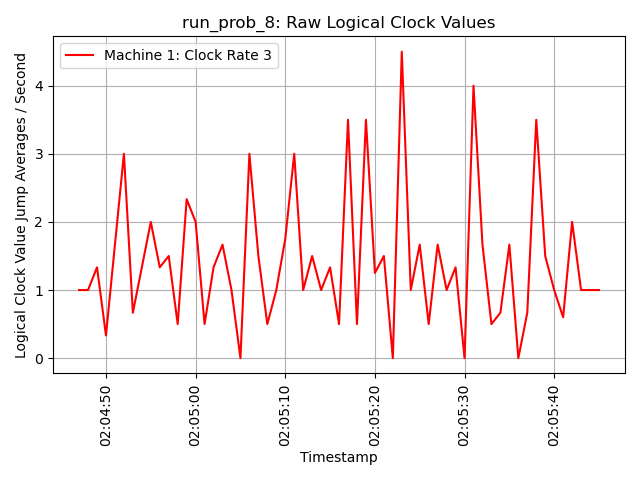 run_prob_8: Raw Logical Clock Values
Machine 1: Clock Rate 3
Logical Clock Value Jump Averages / Second
4
3
2
1
0
02:04:50
02:05:00
02:05:10
02:05:20
02:05:30
02:05:40
Timestamp